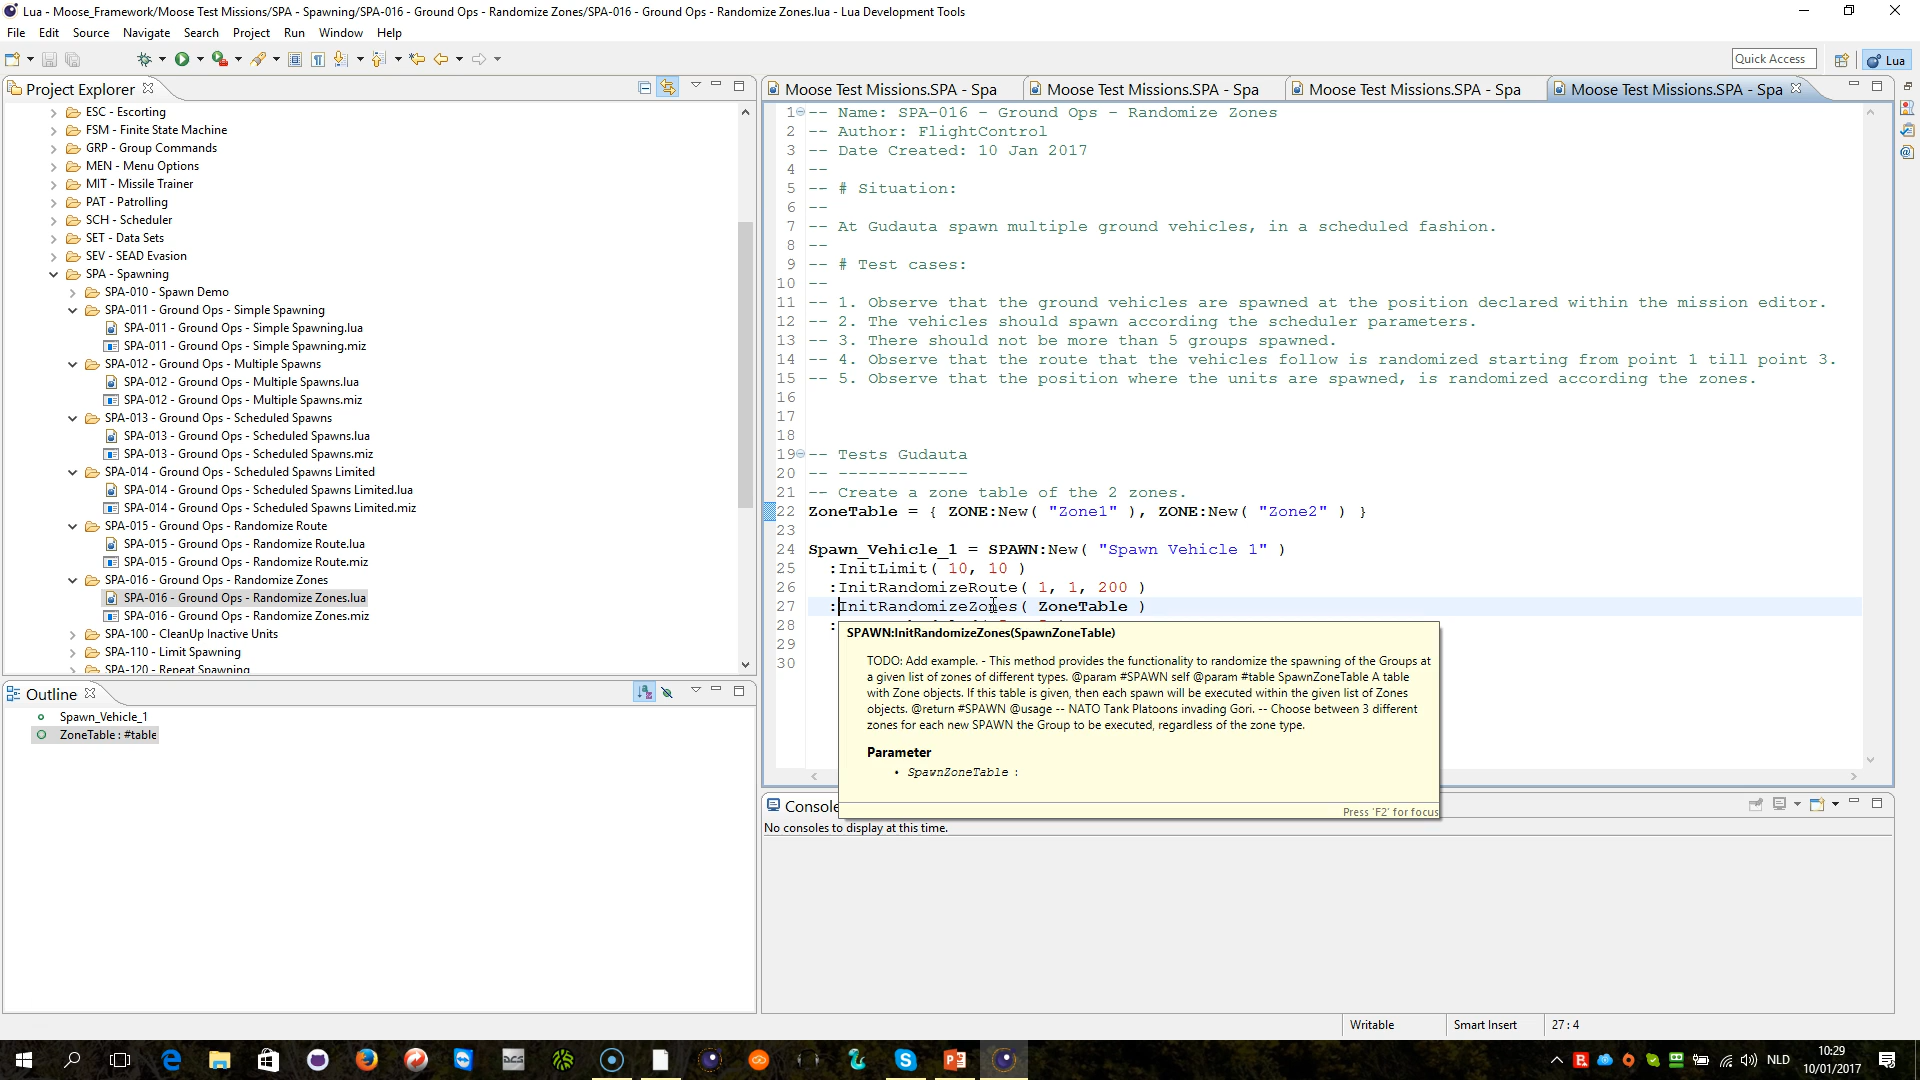 Lua - Moose_Framework/Moose Test Missions/SPA - Spawning/SPA-016 - Ground Ops - Randomize Zones/SPA-016 - Ground Ops - Randomize Zones.lua - Lua Development Tools
File Edit Source Navigate Search Project Run Window Help
Quick Access
Lua
Project Explorer
ESC - Escorting
FSM - Finite State Machine
GRP - Group Commands
MEN - Menu Options
MIT - Missile Trainer
PAT - Patrolling
SCH - Scheduler
SET - Data Sets
SEV - SEAD Evasion
SPA - Spawning
SPA-010 - Spawn Demo
SPA-011 - Ground Ops - Simple Spawning
SPA-011 - Ground Ops - Simple Spawning.lua
SPA-011 - Ground Ops - Simple Spawning.miz
SPA-012 - Ground Ops - Multiple Spawns
SPA-012 - Ground Ops - Multiple Spawns.lua
SPA-012 - Ground Ops - Multiple Spawns.miz
SPA-013 - Ground Ops - Scheduled Spawns
SPA-013 - Ground Ops - Scheduled Spawns.lua
SPA-013 - Ground Ops - Scheduled Spawns.miz
SPA-014 - Ground Ops - Scheduled Spawns Limited
SPA-014 - Ground Ops - Scheduled Spawns Limited.lua
SPA-014 - Ground Ops - Scheduled Spawns Limited.miz
SPA-015 - Ground Ops - Randomize Route
SPA-015 - Ground Ops - Randomize Route.lua
SPA-015 - Ground Ops - Randomize Route.miz
SPA-016 - Ground Ops - Randomize Zones
SPA-016 - Ground Ops - Randomize Zones.lua
SPA-016 - Ground Ops - Randomize Zones.miz
SPA-100 - CleanUp Inactive Units
SPA-110 - Limit Spawning
SPA-120 - Repeat Spawning
Outline
Spawn_Vehicle_1
ZoneTable : #table
Moose Test Missions.SPA - Spa Moose Test Missions.SPA - Spa Moose Test Missions.SPA - Spa Moose Test Missions.SPA - Spa
1 -- Name: SPA-016 - Ground Ops - Randomize Zones
2 -- Author: FlightControl
3 -- Date Created: 10 Jan 2017
4 --
5 -- # Situation:
6 --
7 -- At Gudauta spawn multiple ground vehicles, in a scheduled fashion.
8 --
9 -- # Test cases:
10 --
11 -- 1. Observe that the ground vehicles are spawned at the position declared within the mission editor.
12 -- 2. The vehicles should spawn according the scheduler parameters.
13 -- 3. There should not be more than 5 groups spawned.
14 -- 4. Observe that the route that the vehicles follow is randomized starting from point 1 till point 3.
15 -- 5. Observe that the position where the units are spawned, is randomized according the zones.
16
17
18
19 -- Tests Gudauta
20 -- -------------
21 -- Create a zone table of the 2 zones.
22 ZoneTable = { ZONE:New( "Zone1" ), ZONE:New( "Zone2" ) }
23
24 Spawn_Vehicle_1 = SPAWN:New( "Spawn Vehicle 1" )
25 :InitLimit( 10, 10 )
26 :InitRandomizeRoute( 1, 1, 200 )
27 :InitRandomizeZones( ZoneTable )
28 :
29
30
SPAWN:InitRandomizeZones(SpawnZoneTable)
TODO: Add example. - This method provides the functionality to randomize the spawning of the Groups at
a given list of zones of different types. @param #SPAWN self @param #table SpawnZoneTable A table
with Zone objects. If this table is given, then each spawn will be executed within the given list of Zones
objects. @return #SPAWN @usage -- NATO Tank Platoons invading Gori. -- Choose between 3 different
zones for each new SPAWN the Group to be executed, regardless of the zone type.
Parameter
• SpawnZoneTable :
Press 'F2' for focus
Console
No consoles to display at this time.
Writable Smart Insert 27 : 4
DCS
NLD
10:29
10/01/2017